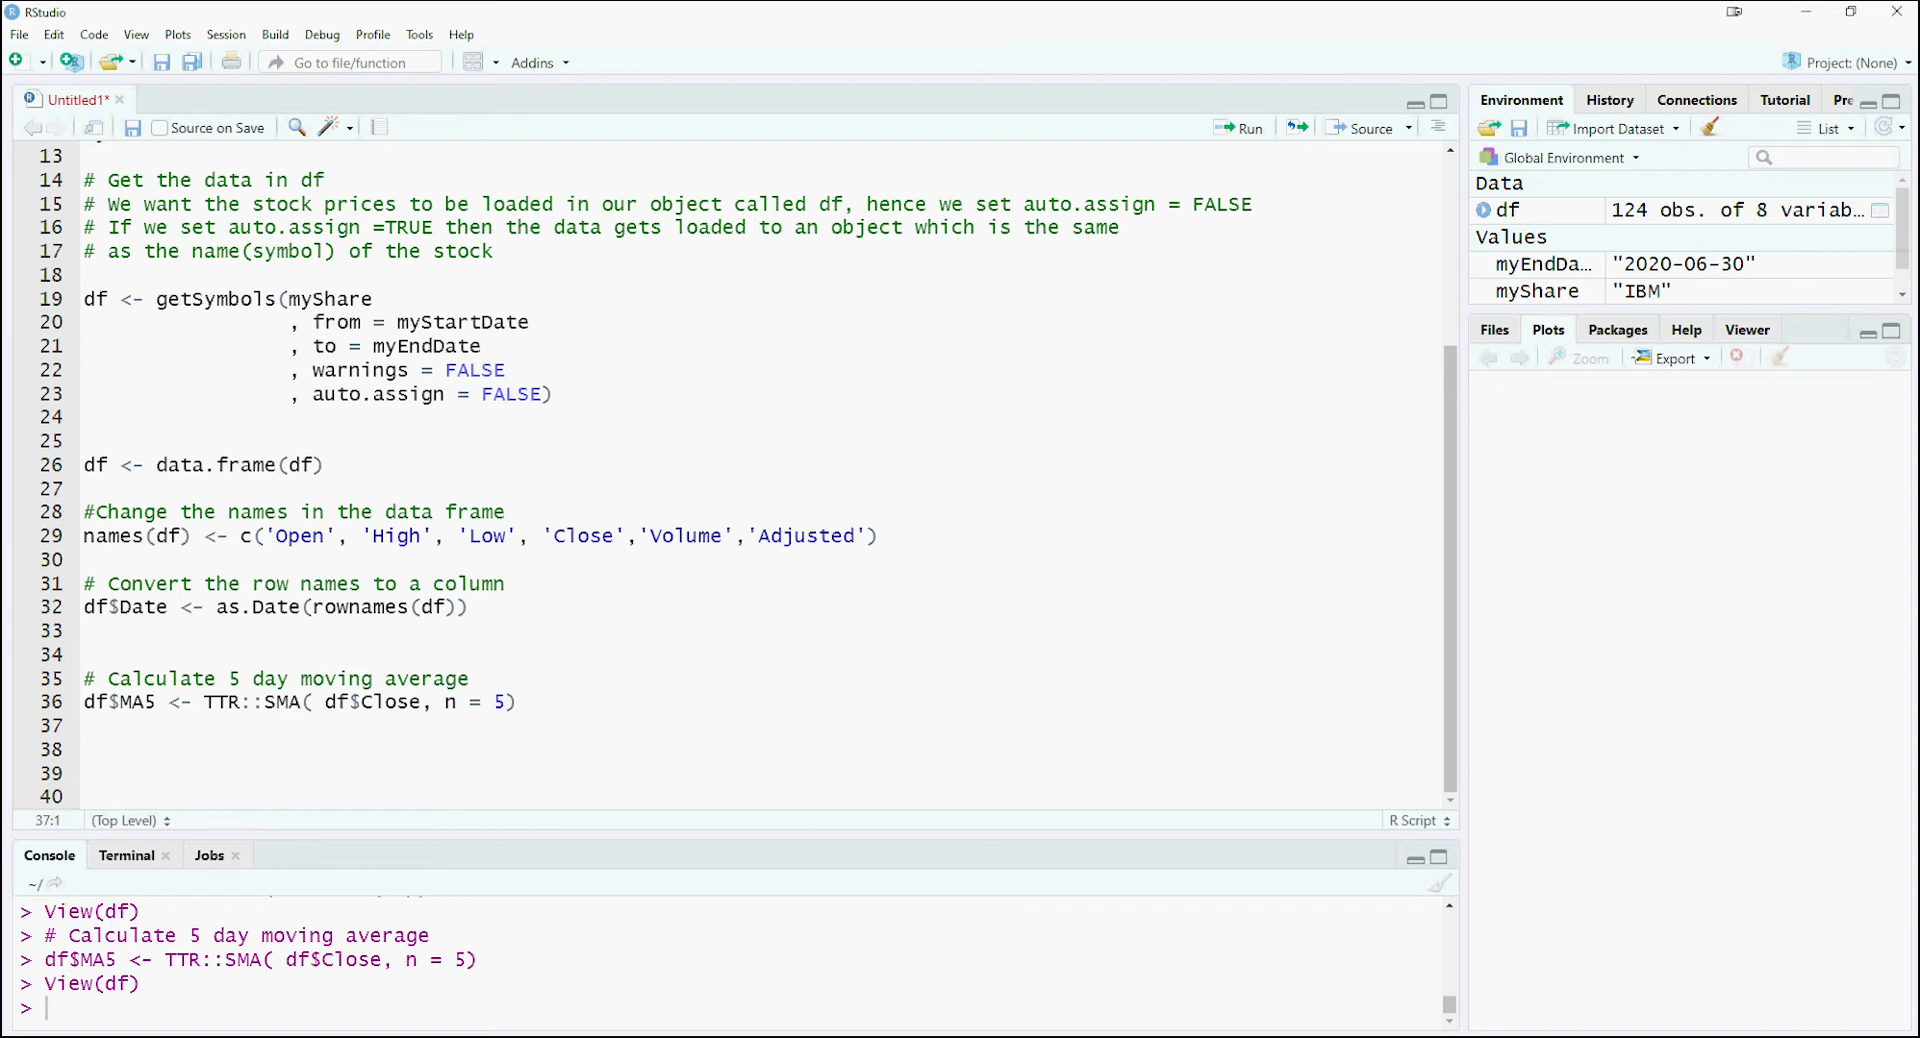 RStudio
File Edit Code View Plots Session Build Debug Profile Tools Help
Go to file/function Addins Project: (None)
Untitled1*
Source on Save Run Source
13
14 # Get the data in df
15 # We want the stock prices to be loaded in our object called df, hence we set auto.assign = FALSE
16 # If we set auto.assign =TRUE then the data gets loaded to an object which is the same
17 # as the name(symbol) of the stock
18
19 df <- getSymbols(myShare
20 , from = myStartDate
21 , to = myEndDate
22 , warnings = FALSE
23 , auto.assign = FALSE)
24
25
26 df <- data.frame(df)
27
28 #Change the names in the data frame
29 names(df) <- c('Open', 'High', 'Low', 'Close','Volume','Adjusted')
30
31 # Convert the row names to a column
32 df$Date <- as.Date(rownames(df))
33
34
35 # Calculate 5 day moving average
36 df$MA5 <- TTR::SMA( df$Close, n = 5)
37
38
39
40
37:1 (Top Level) R Script
Console Terminal Jobs
~/
> View(df)
> # Calculate 5 day moving average
> df$MA5 <- TTR::SMA( df$Close, n = 5)
> View(df)
>
Environment History Connections Tutorial Pre
Import Dataset List
Global Environment
Data
df 124 obs. of 8 variab…
Values
myEndDa… "2020-06-30"
myShare "IBM"
Files Plots Packages Help Viewer
Zoom Export